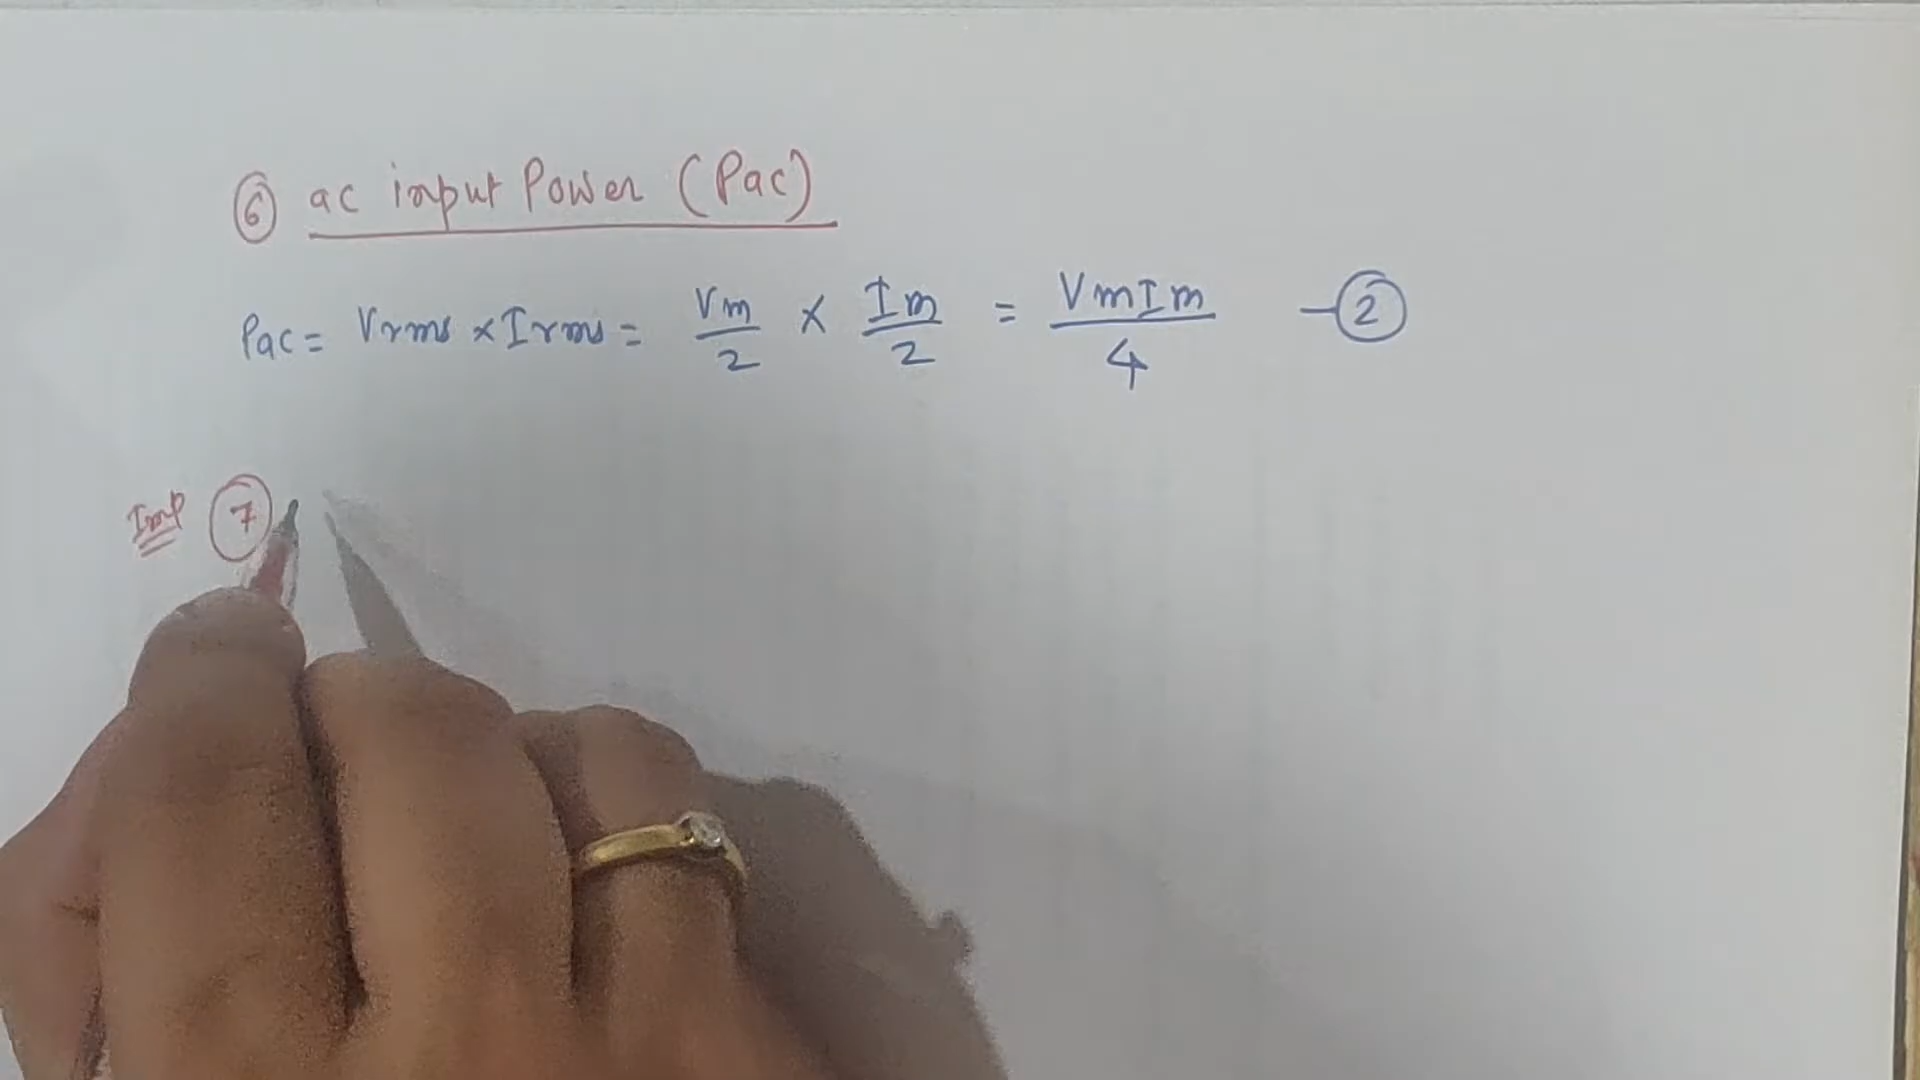 ⑥ ac input Power (Pac)
Pac = Vrms × Irms = Vm/2 × Im/2 = VmIm/4 -②
Imp ⑦